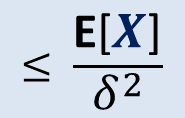 ≤ E[X] / δ²